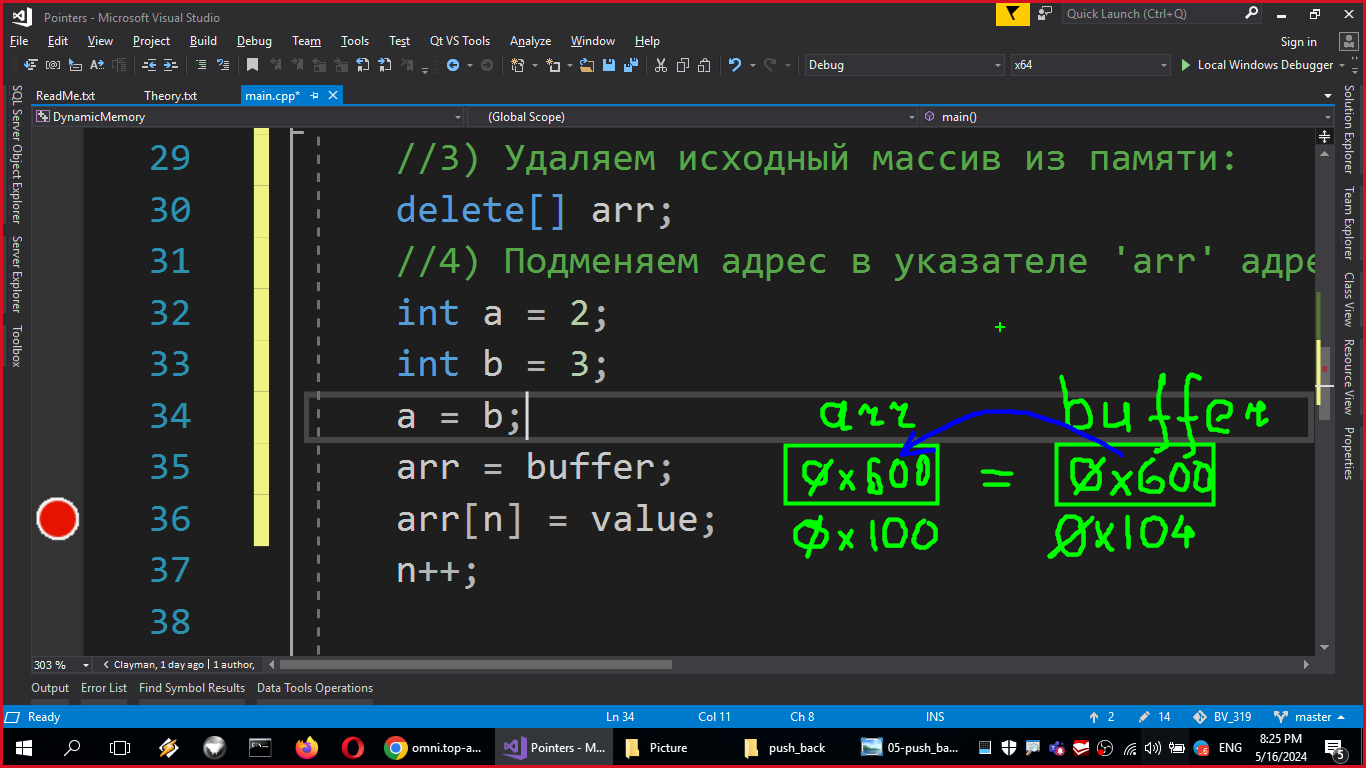 Pointers - Microsoft Visual Studio
Quick Launch (Ctrl+Q)
File Edit View Project Build Debug Team Tools Test Qt VS Tools Analyze Window Help
Sign in
Debug x64 Local Windows Debugger
ReadMe.txt Theory.txt main.cpp*
DynamicMemory (Global Scope) main()
SQL Server Object Explorer
Server Explorer
Toolbox
29 //3) Удаляем исходный массив из памяти:
30 delete[] arr;
31 //4) Подменяем адрес в указателе 'arr' адре
32 int a = 2;
33 int b = 3;
34 a = b;
35 arr = buffer;
36 arr[n] = value;
37 n++;
38
arr buffer
0x600 = 0x600
0x100 0x104
Solution Explorer
Team Explorer
Class View
Resource View
Properties
303 % Clayman, 1 day ago | 1 author,
Output Error List Find Symbol Results Data Tools Operations
Ready Ln 34 Col 11 Ch 8 INS 2 14 BV_319 master
omni.top-a... Pointers - M... Picture push_back 05-push_ba... ENG 8:25 PM
5/16/2024 5